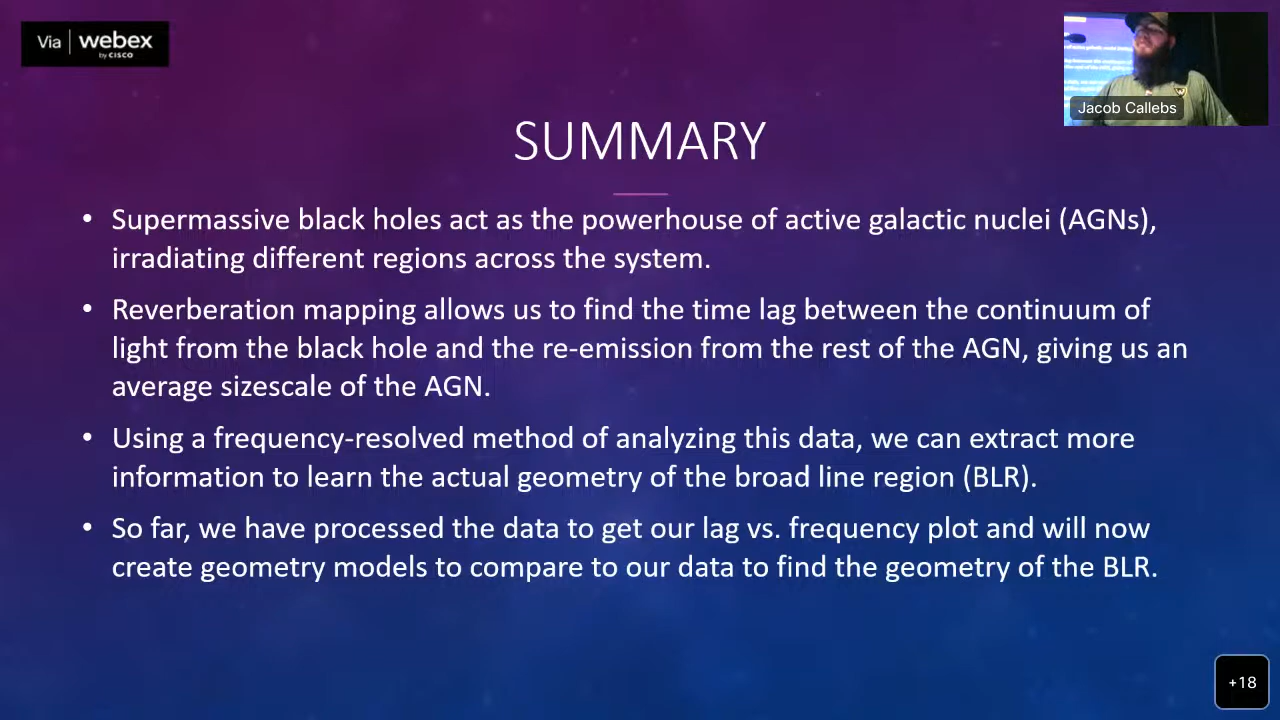 Via webex
by CISCO
Jacob Callebs
SUMMARY
• Supermassive black holes act as the powerhouse of active galactic nuclei (AGNs),
irradiating different regions across the system.
• Reverberation mapping allows us to find the time lag between the continuum of
light from the black hole and the re-emission from the rest of the AGN, giving us an
average sizescale of the AGN.
• Using a frequency-resolved method of analyzing this data, we can extract more
information to learn the actual geometry of the broad line region (BLR).
• So far, we have processed the data to get our lag vs. frequency plot and will now
create geometry models to compare to our data to find the geometry of the BLR.
+18